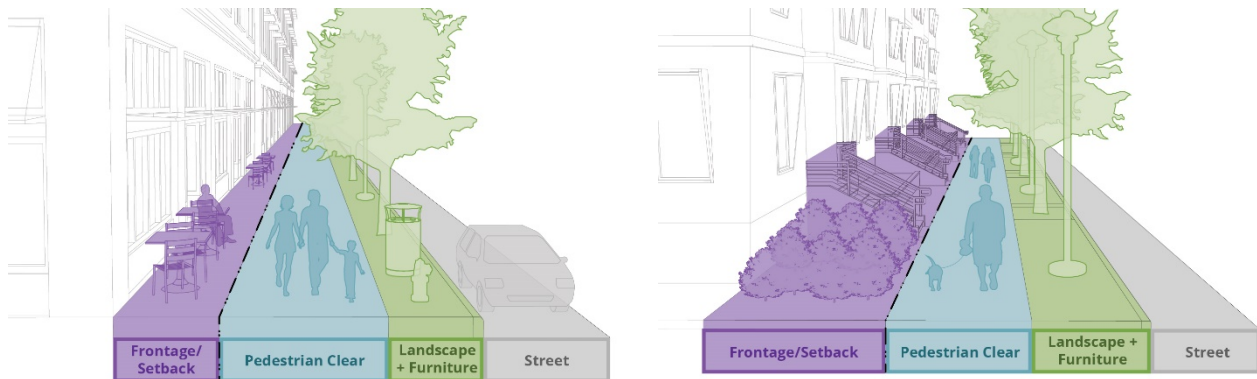 Frontage/
Setback
Pedestrian Clear
Landscape
+ Furniture
Street
Frontage/Setback
Pedestrian Clear
Landscape +
Furniture
Street